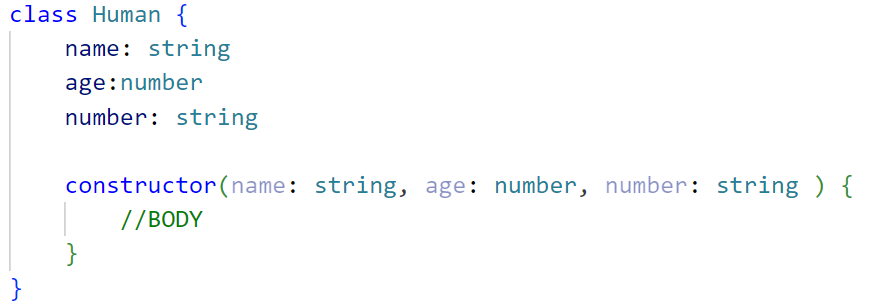 class Human {
    name: string
    age:number
    number: string

    constructor(name: string, age: number, number: string ) {
        //BODY
    }
}